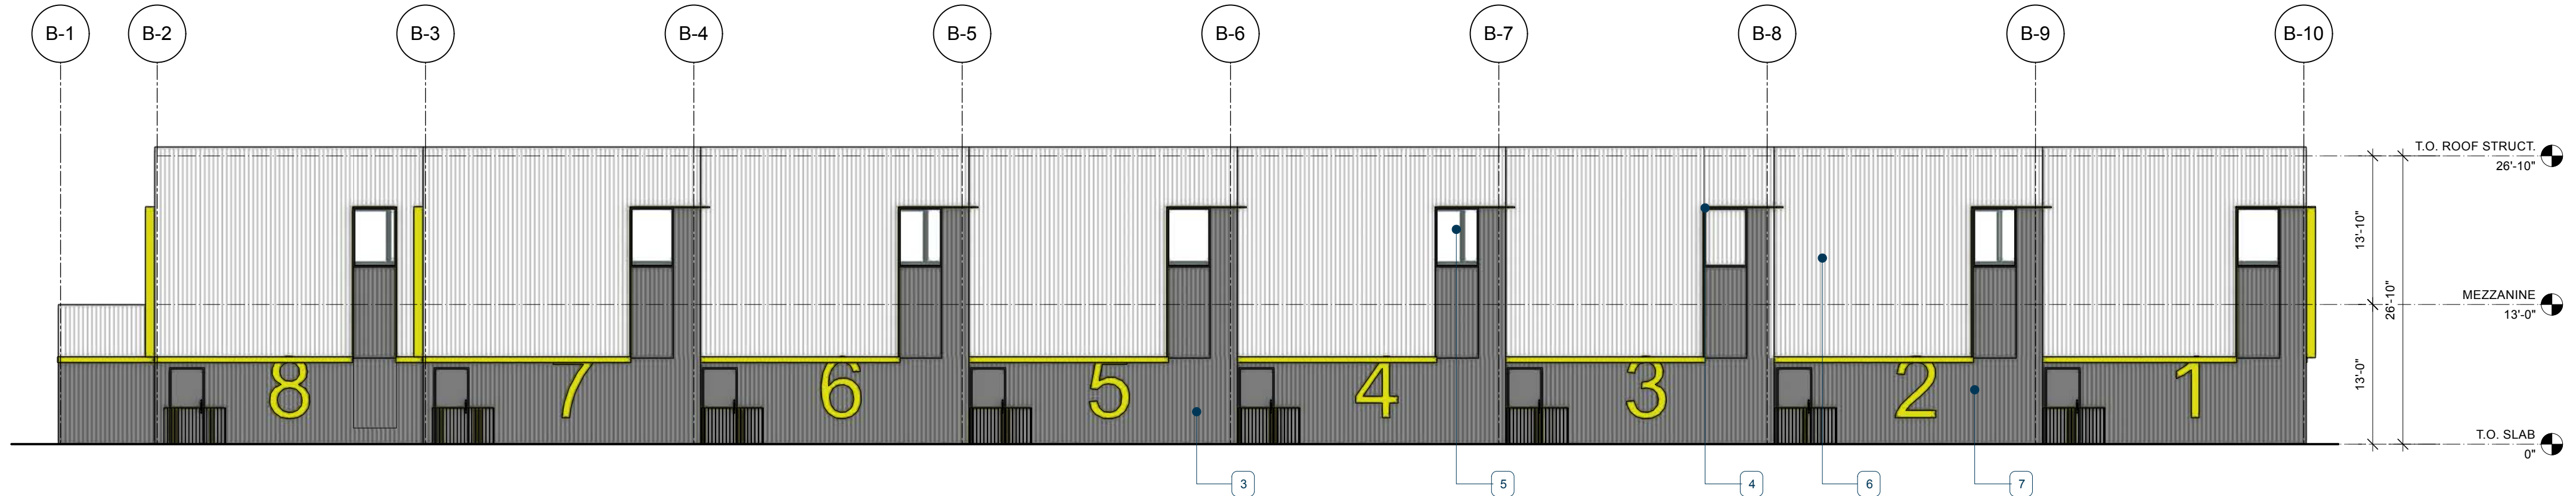 B-1 B-2 B-3 B-4 B-5 B-6 B-7 B-8 B-9 B-10
T.O. ROOF STRUCT.
26'-10"
13'-10"
26'-10"
MEZZANINE
13'-0"
13'-0"
8 7 6 5 4 3 2 1
T.O. SLAB
0"
3 5 4 6 7